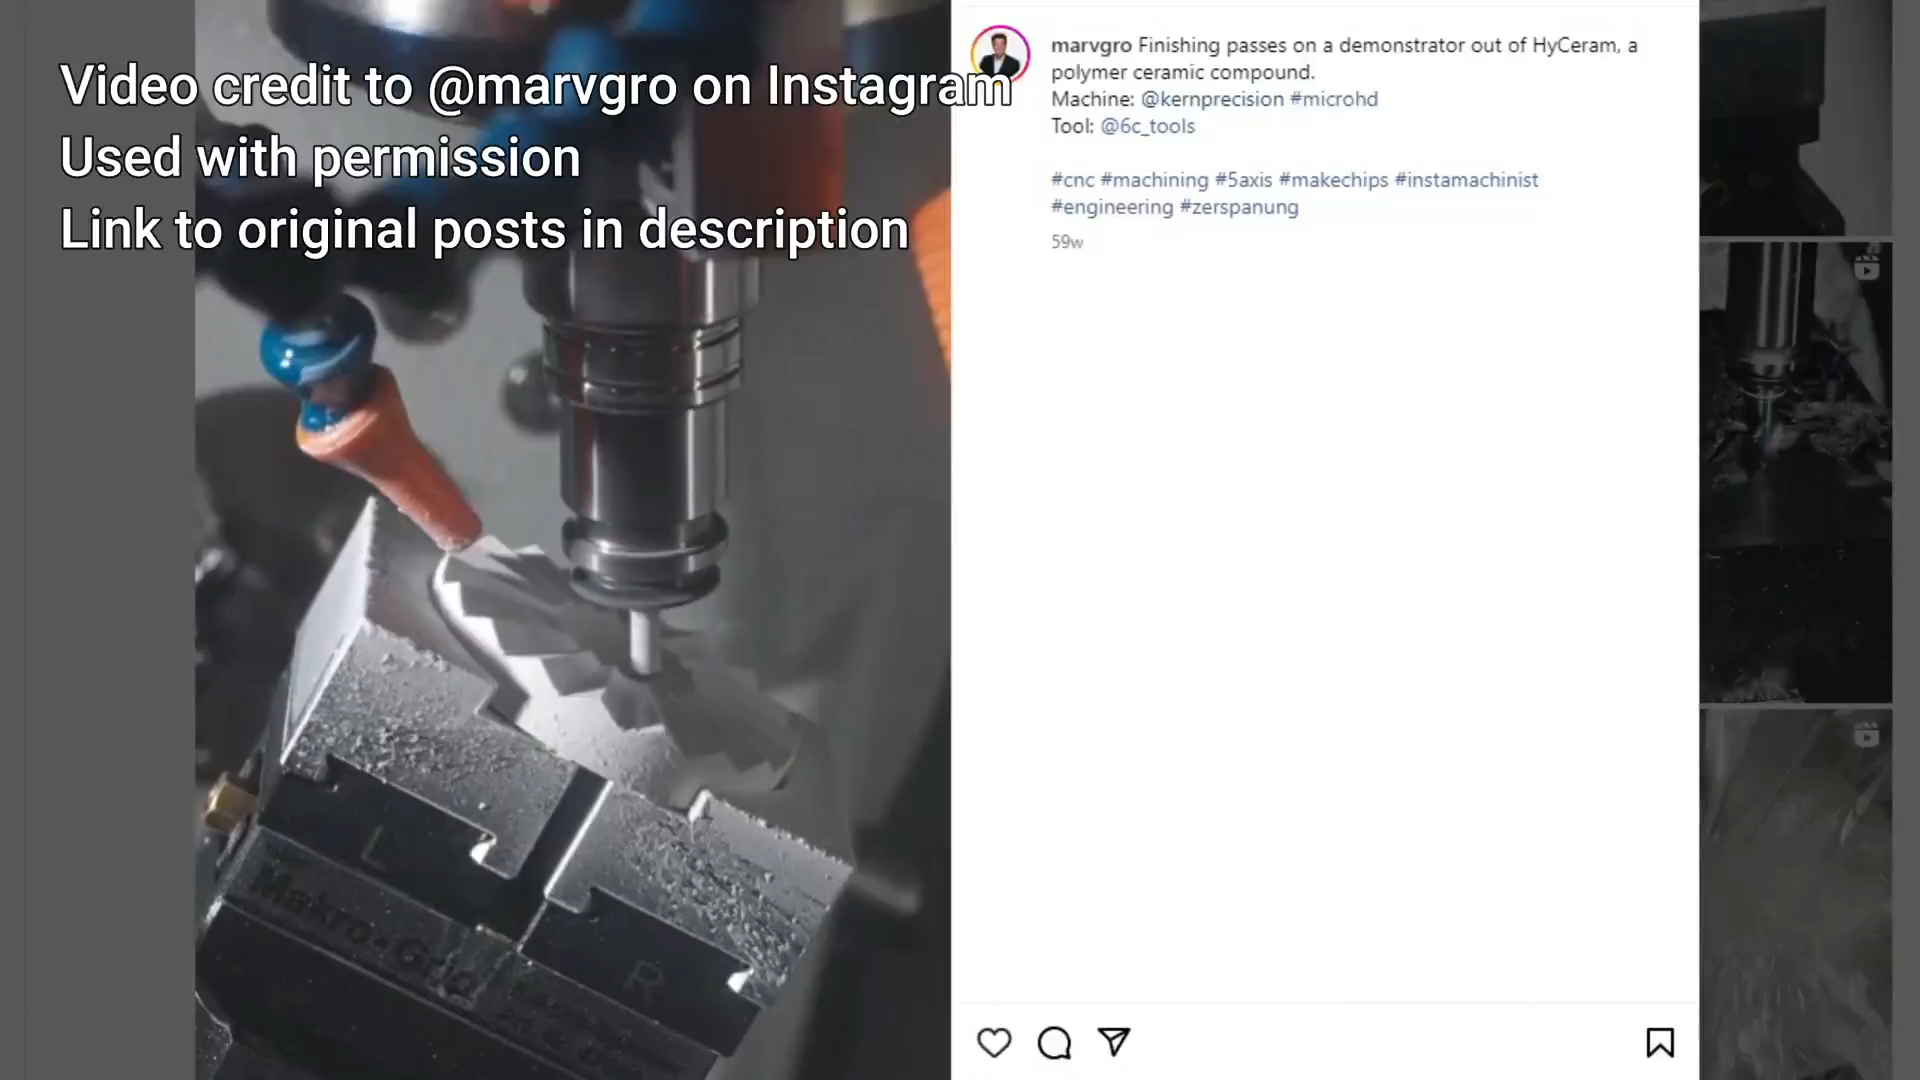 Video credit to @marvgro on Instagram
Used with permission
Link to original posts in description
marvgro Finishing passes on a demonstrator out of HyCeram, a
polymer ceramic compound.
Machine: @kernprecision #microhd
Tool: @6c_tools
#cnc #machining #5axis #makechips #instamachinist
#engineering #zerspanung
59w
L
Makro•Grip
R